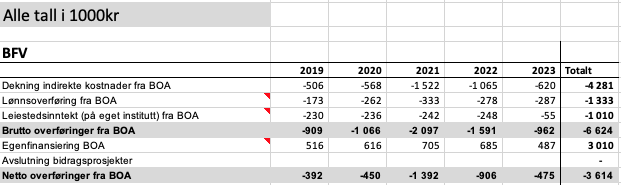 Alle tall i 1000kr
BFV
2019 2020 2021 2022 2023 Totalt
Dekning indirekte kostnader fra BOA -506 -568 -1 522 -1 065 -620 -4 281
Lønnsoverføring fra BOA -173 -262 -333 -278 -287 -1 333
Leiestedsinntekt (på eget institutt) fra BOA -230 -236 -242 -248 -55 -1 010
Brutto overføringer fra BOA -909 -1 066 -2 097 -1 591 -962 -6 624
Egenfinansiering BOA 516 616 705 685 487 3 010
Avslutning bidragsprosjekter -
Netto overføringer fra BOA -392 -450 -1 392 -906 -475 -3 614